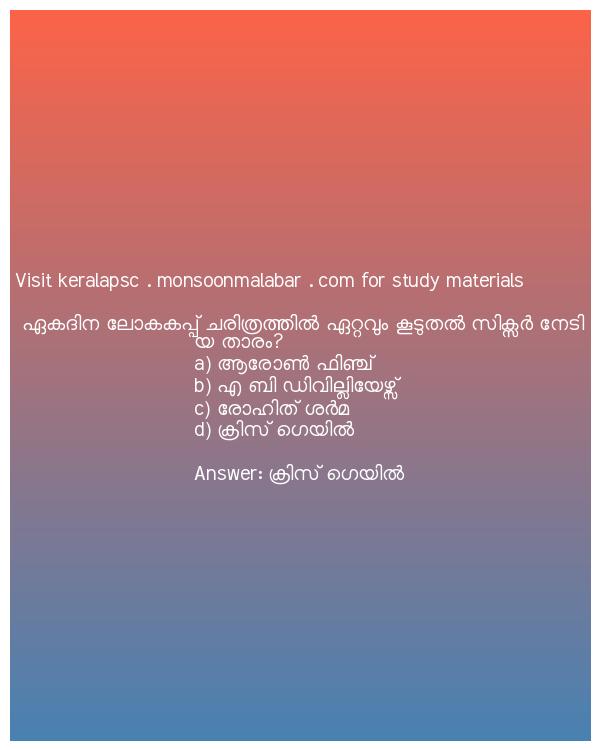 Visit keralapsc . monsoonmalabar . com for study materials
ഏകദിന ലോകകപ്പ് ചരിത്രത്തിൽ ഏറ്റവും കൂടുതൽ സിക്സർ നേടി
യ താരം?
a) ആരോൺ ഫിഞ്ച്
b) എ ബി ഡിവില്ലിയേഴ്സ്
c) രോഹിത് ശർമ
d) ക്രിസ് ഗെയിൽ
Answer: ക്രിസ് ഗെയിൽ